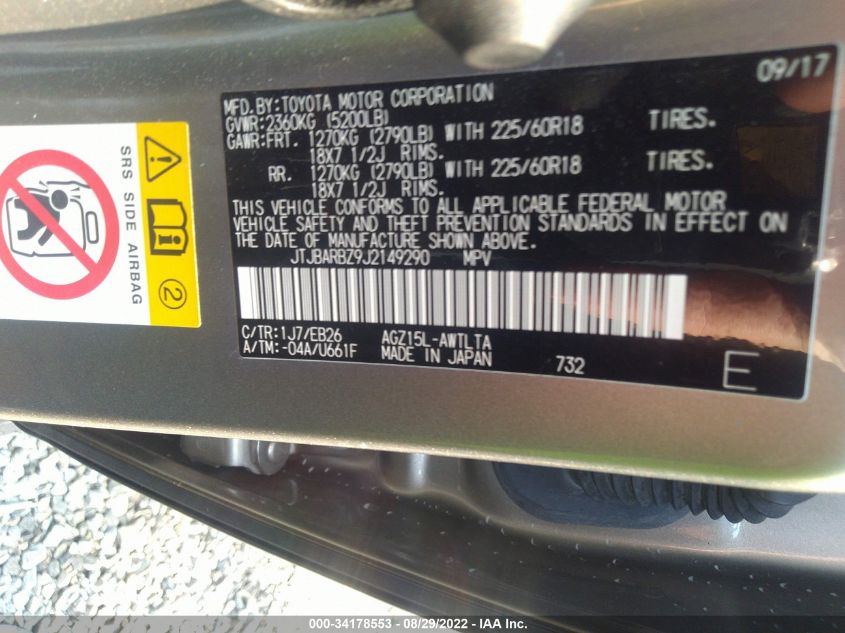 09/17
MFD.BY:TOYOTA MOTOR CORPORATION
GVWR:2360KG (5200LB)
GAWR:FRT. 1270KG (2790LB) WITH 225/60R18 TIRES.
18X7 1/2J RIMS.
RR. 1270KG (2790LB) WITH 225/60R18 TIRES.
18X7 1/2J RIMS.
THIS VEHICLE CONFORMS TO ALL APPLICABLE FEDERAL MOTOR
VEHICLE SAFETY AND THEFT PREVENTION STANDARDS IN EFFECT ON
THE DATE OF MANUFACTURE SHOWN ABOVE.
JTJBARBZ9J2149290 MPV
C/TR:1J7/EB26 AGZ15L-AWTLTA
A/TM:-04A/U661F MADE IN JAPAN 732
E
SRS SIDE AIRBAG
2
000-34178553 - 08/29/2022 - IAA Inc.